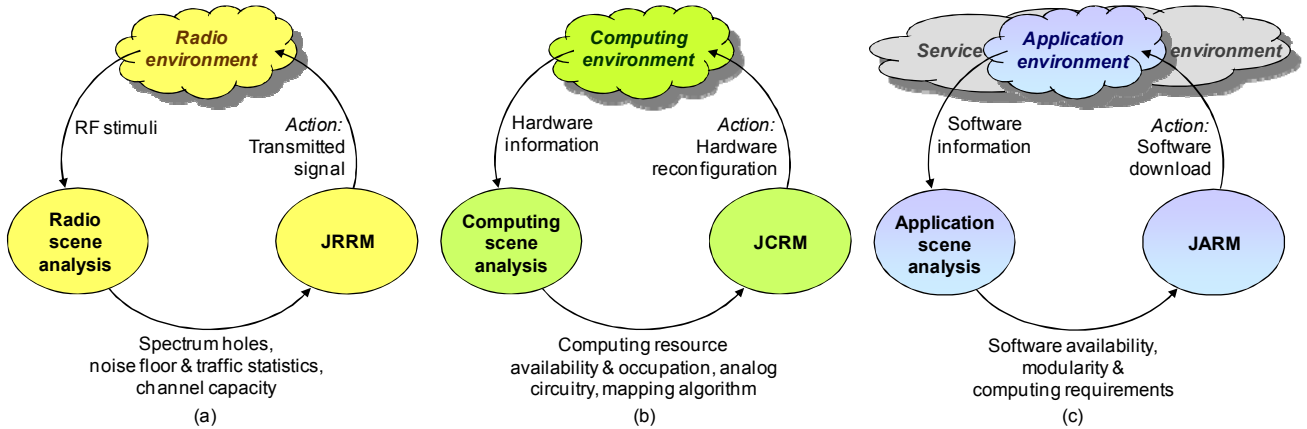 Radio
environment
RF stimuli
Action:
Transmitted
signal
Radio
scene
analysis
JRRM
Spectrum holes,
noise floor & traffic statistics,
channel capacity
(a)
Computing
environment
Hardware
information
Action:
Hardware
reconfiguration
Computing
scene
analysis
JCRM
Computing resource
availability & occupation, analog
circuitry, mapping algorithm
(b)
Service
Application
environment
environment
Software
information
Action:
Software
download
Application
scene
analysis
JARM
Software availability,
modularity &
computing requirements
(c)